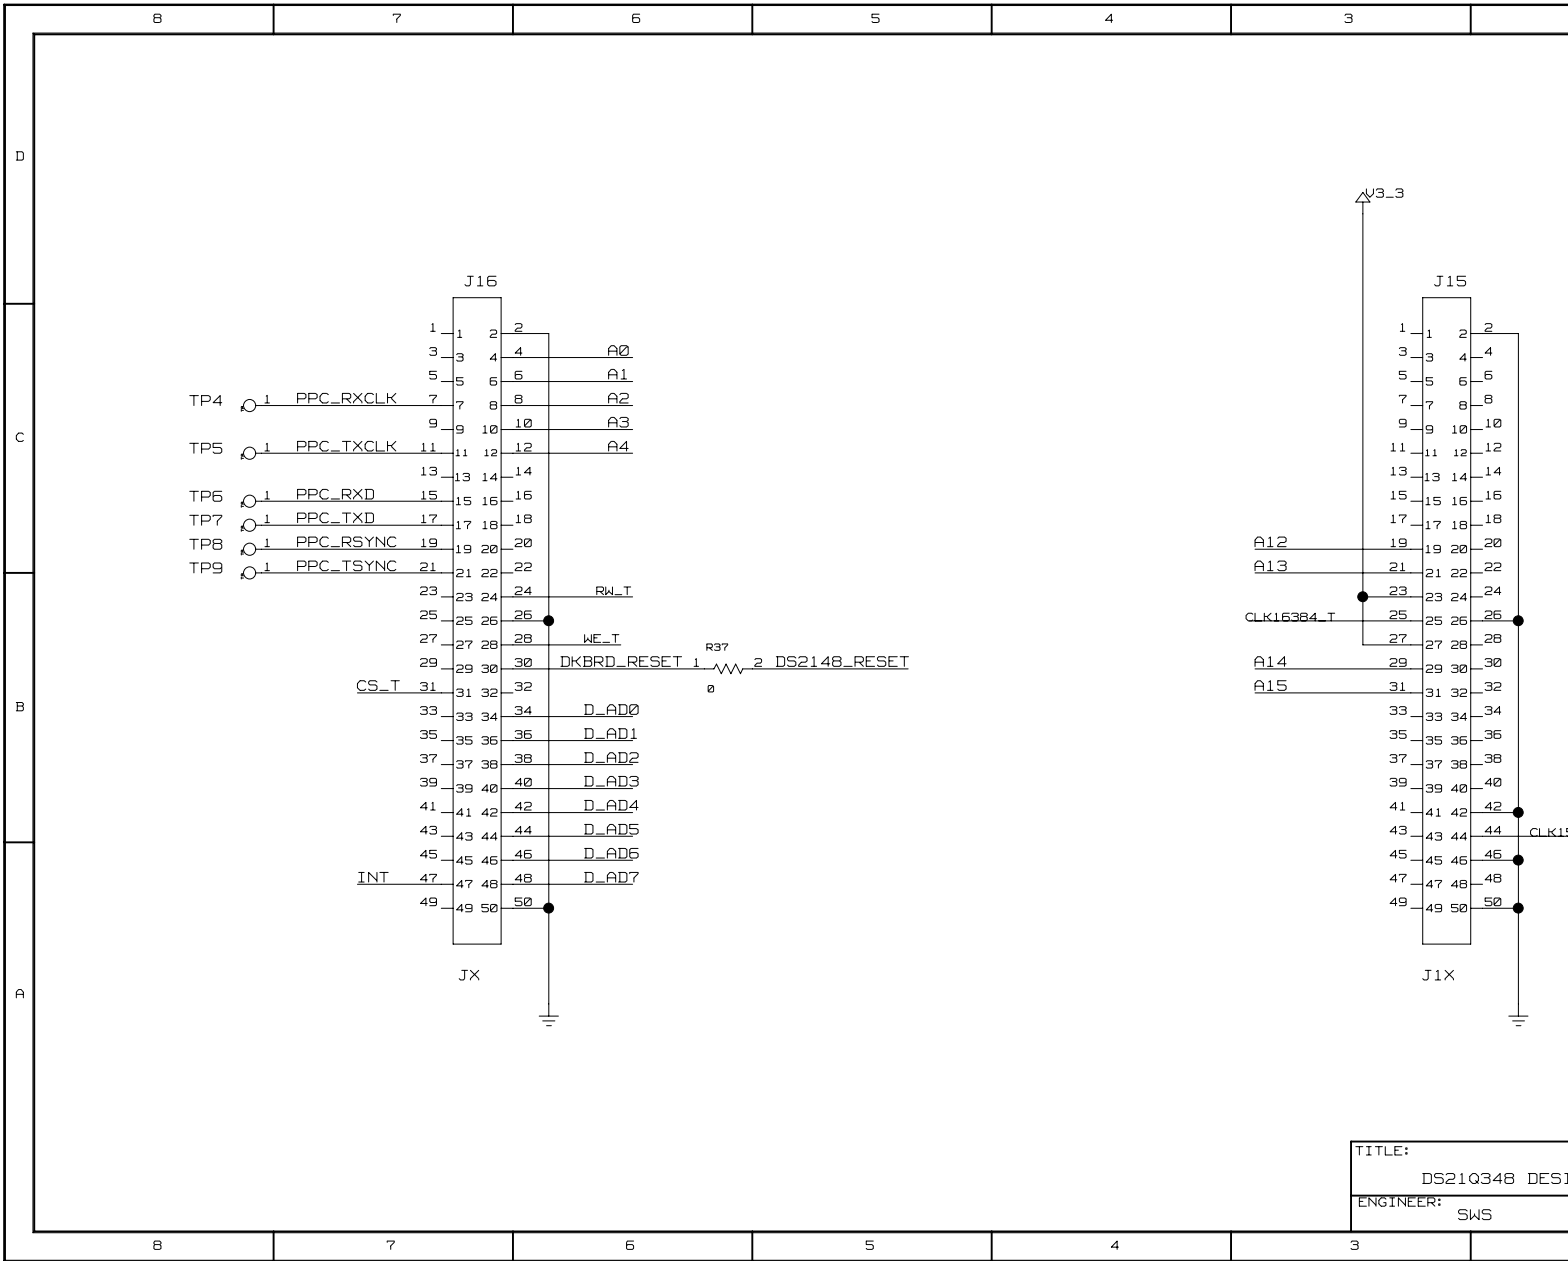 8 7 6 5 4 3
D
V3_3
J16 J15
1 1 2 2 1 1 2 2
3 3 4 4 A0 3 3 4 4
5 5 6 6 A1 5 5 6 6
TP4 1 PPC_RXCLK 7 7 8 8 A2 7 7 8 8
9 9 10 10 A3 9 9 10 10
C
TP5 1 PPC_TXCLK 11 11 12 12 A4 11 11 12 12
13 13 14 14 13 13 14 14
TP6 1 PPC_RXD 15 15 16 16 15 15 16 16
TP7 1 PPC_TXD 17 17 18 18 17 17 18 18
TP8 1 PPC_RSYNC 19 19 20 20 A12 19 19 20 20
TP9 1 PPC_TSYNC 21 21 22 22 A13 21 21 22 22
23 23 24 24 RW_T 23 23 24 24
25 25 26 26 CLK16384_T 25 25 26 26
27 27 28 28 WE_T 27 27 28 28
R37
29 29 30 30 DKBRD_RESET 1 2 DS2148_RESET A14 29 29 30 30
0
CS_T 31 31 32 32 A15 31 31 32 32
B
33 33 34 34 D_AD0 33 33 34 34
35 35 36 36 D_AD1 35 35 36 36
37 37 38 38 D_AD2 37 37 38 38
39 39 40 40 D_AD3 39 39 40 40
41 41 42 42 D_AD4 41 41 42 42
43 43 44 44 D_AD5 43 43 44 44 CLK15
45 45 46 46 D_AD6 45 45 46 46
INT 47 47 48 48 D_AD7 47 47 48 48
49 49 50 50 49 49 50 50
JX J1X
A
TITLE:
DS21Q348 DESI
ENGINEER:
SWS
8 7 6 5 4 3